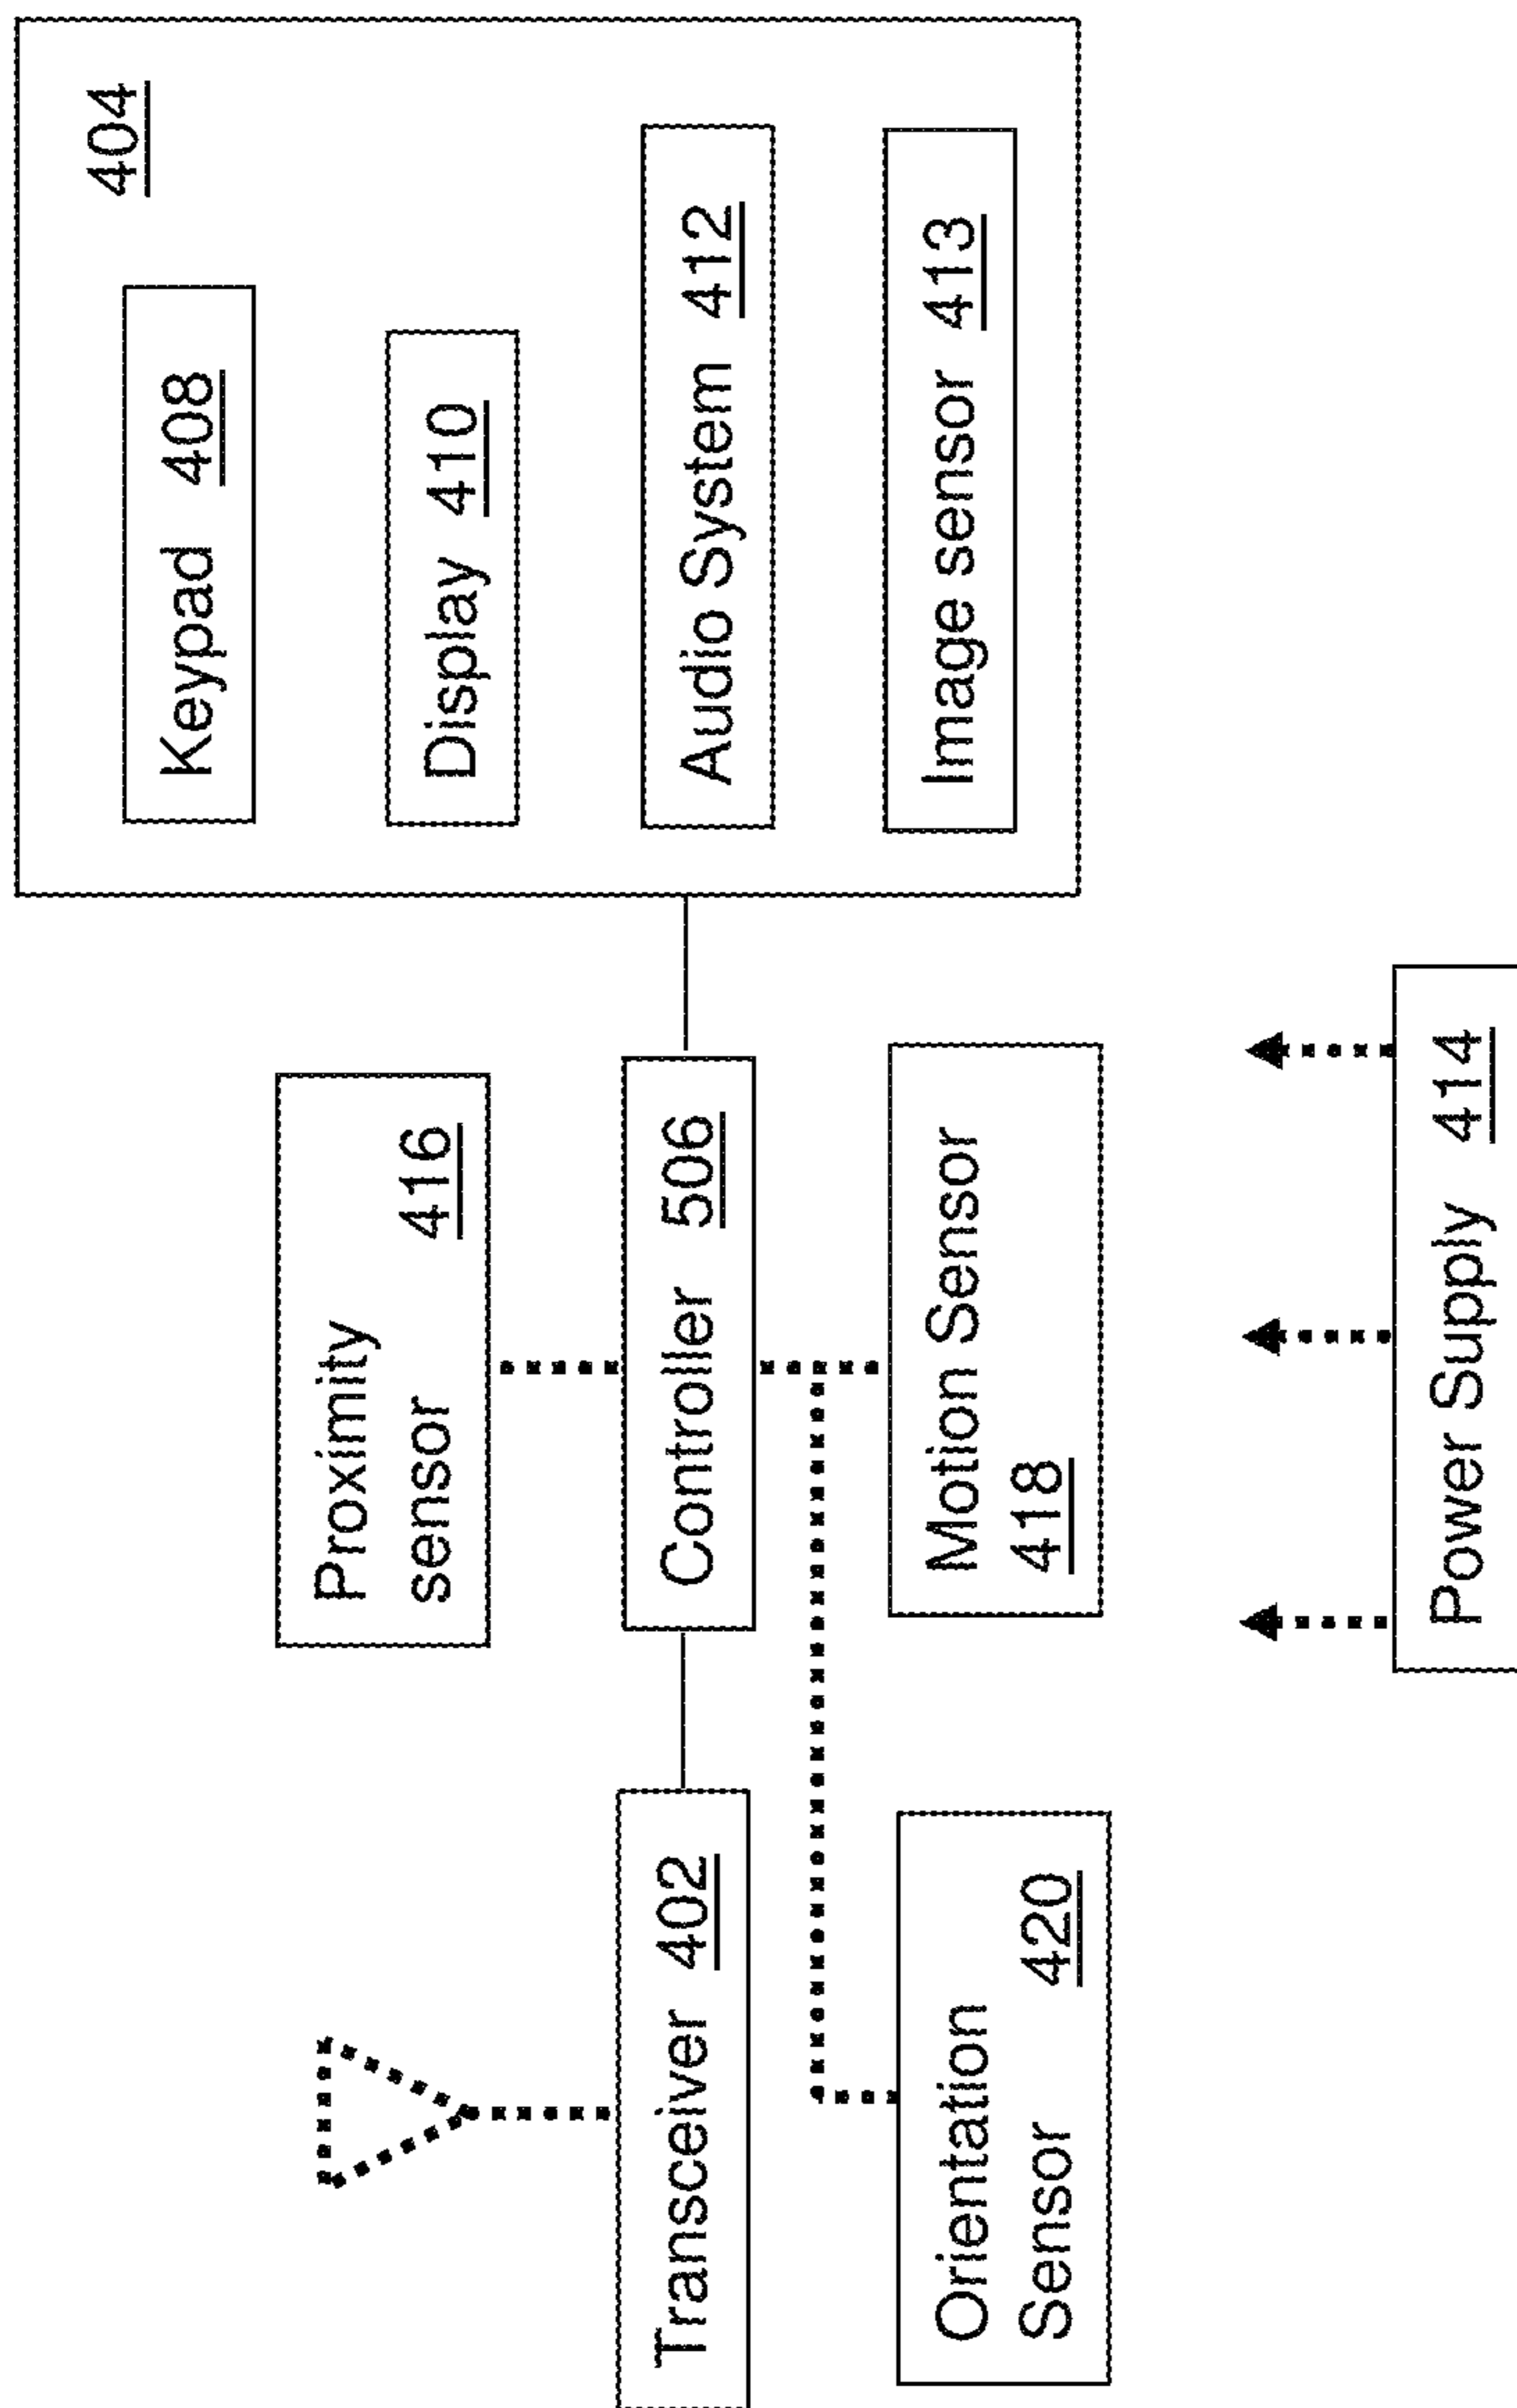 404
Keypad 408
Display 410
Audio System 412
Image sensor 413
Proximity
sensor 416
Controller 506
Motion Sensor
418
Transceiver 402
Orientation
Sensor 420
Power Supply 414